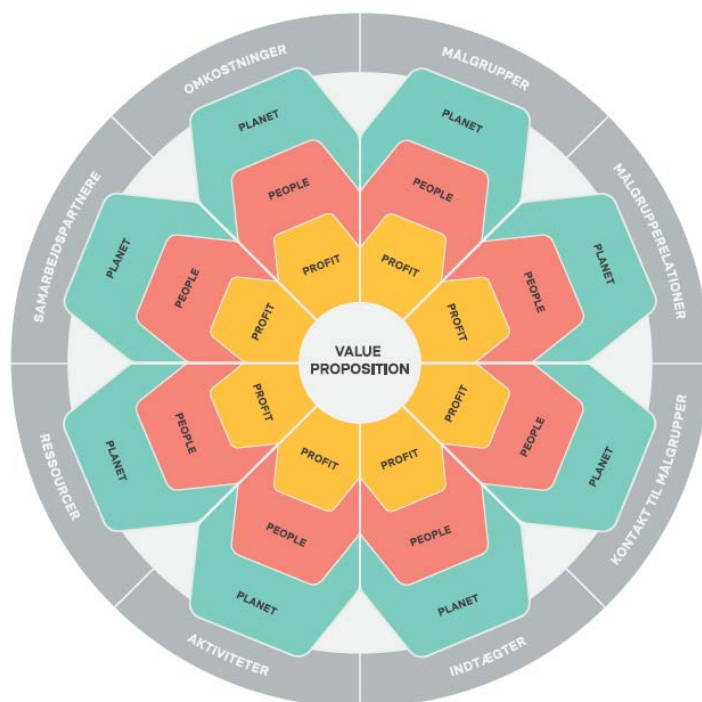 OMKOSTNINGER
MÅLGRUPPER
MÅLGRUPPERELATIONER
KONTAKT TIL MÅLGRUPPER
INDTÆGTER
AKTIVITETER
RESSOURCER
SAMARBEJDSPARTNERE
PLANET
PEOPLE
PROFIT
PLANET
PEOPLE
PROFIT
PLANET
PEOPLE
PROFIT
PLANET
PEOPLE
PROFIT
PLANET
PEOPLE
PROFIT
PLANET
PEOPLE
PROFIT
PLANET
PEOPLE
PROFIT
PLANET
PEOPLE
PROFIT
VALUE
PROPOSITION